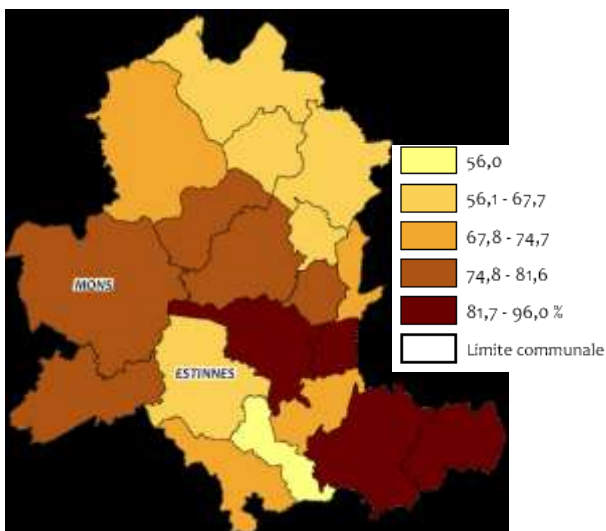 56,0
56,1 - 67,7
67,8 - 74,7
74,8 - 81,6
81,7 - 96,0 %
Limite communale
MONS
ESTINNES